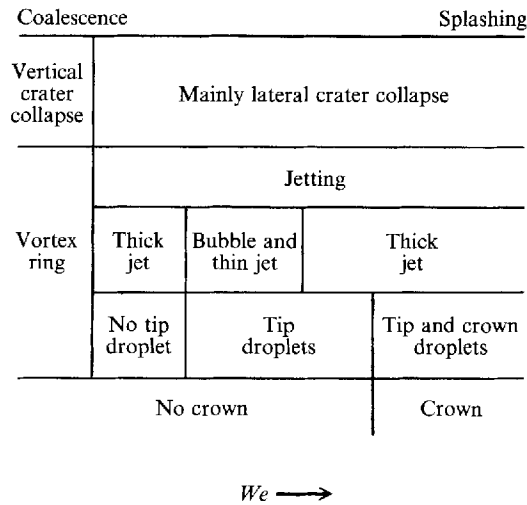 Coalescence Splashing
Vertical
crater
collapse
Mainly lateral crater collapse
Jetting
Vortex
ring
Thick
jet
Bubble and
thin jet
Thick
jet
No tip
droplet
Tip
droplets
Tip and crown
droplets
No crown
Crown
We ⟶